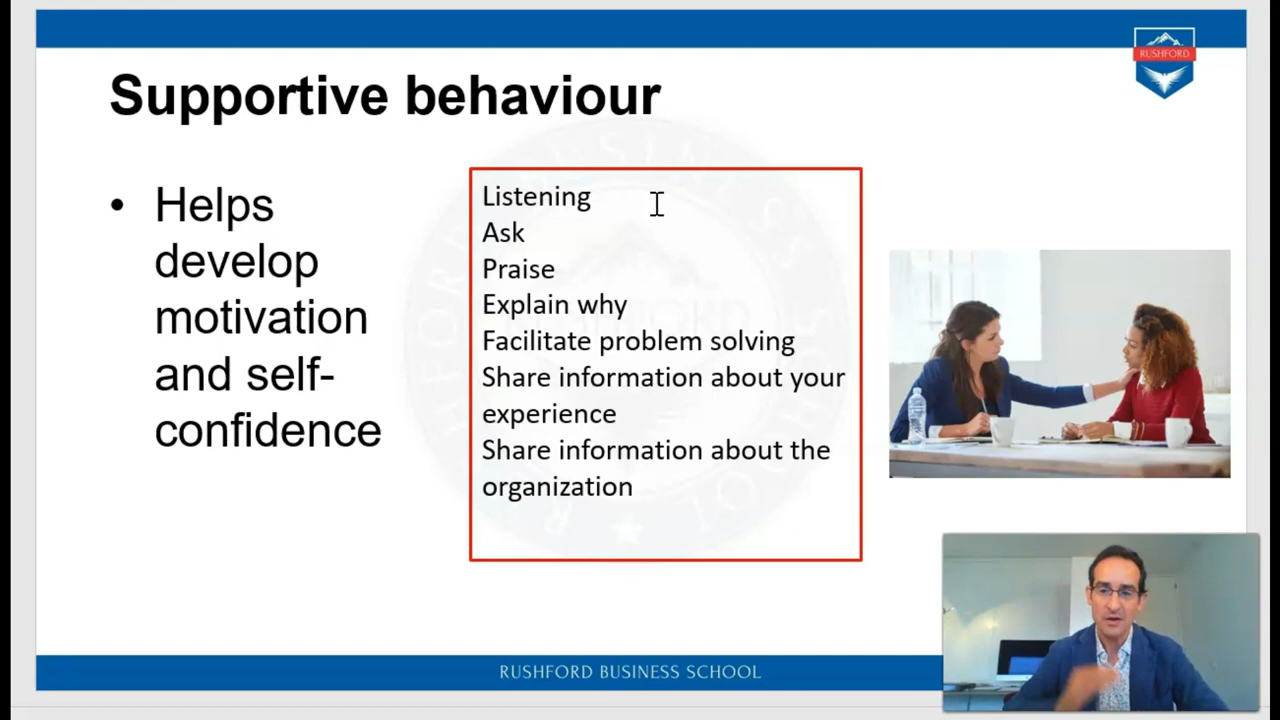 RUSHFORD
Supportive behaviour
• Helps
develop
motivation
and self-
confidence
Listening
Ask
Praise
Explain why
Facilitate problem solving
Share information about your
experience
Share information about the
organization
RUSHFORD BUSINESS SCHOOL